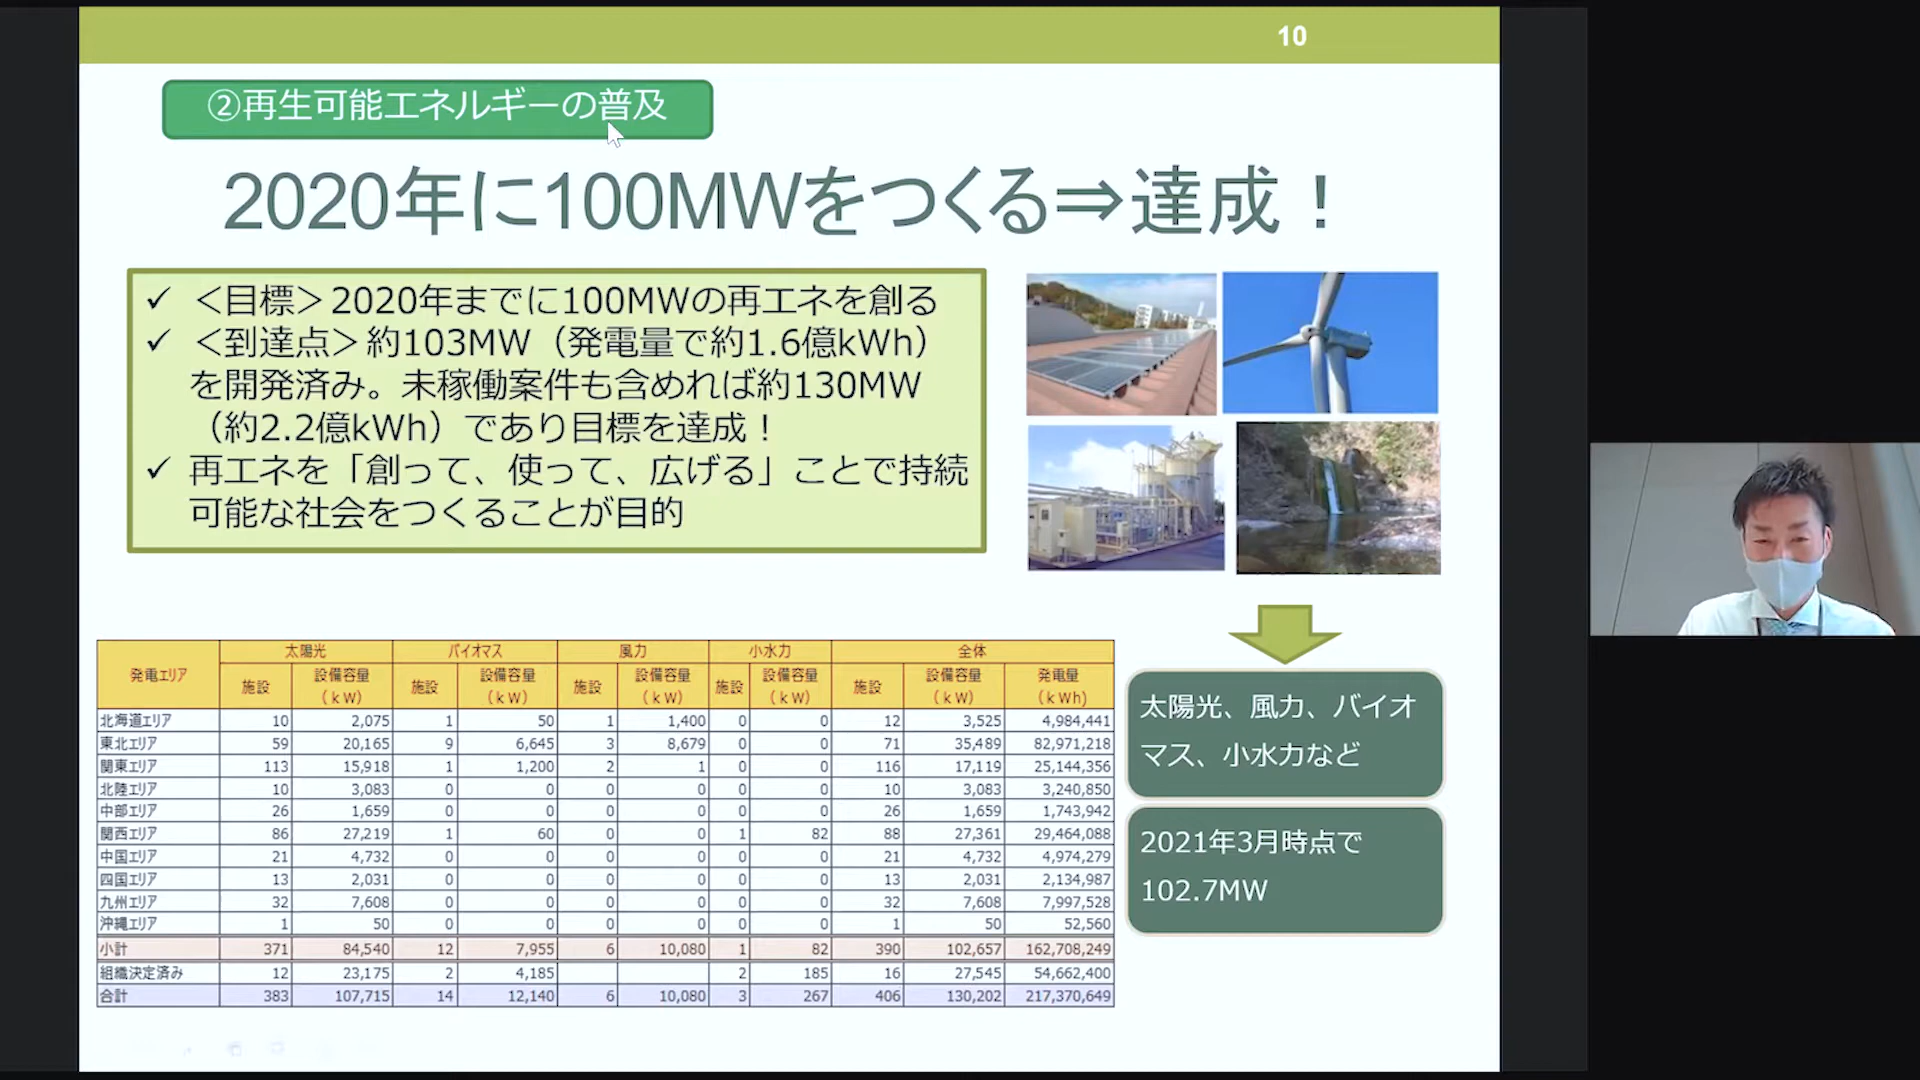 10
②再生可能エネルギーの普及
2020年に100MWをつくる⇒達成！
✓ ＜目標＞2020年までに100MWの再エネを創る
✓ ＜到達点＞約103MW（発電量で約1.6億kWh）
を開発済み。未稼働案件も含めれば約130MW
（約2.2億kWh）であり目標を達成！
✓ 再エネを「創って、使って、広げる」ことで持続
可能な社会をつくることが目的
太陽光、風力、バイオ
マス、小水力など
2021年3月時点で
102.7MW
発電エリア 太陽光 バイオマス 風力 小水力 全体
施設 設備容量（ｋW） 施設 設備容量（ｋW） 施設 設備容量（ｋW） 施設 設備容量（ｋW） 施設 設備容量（ｋW） 発電量（ｋWh）
北海道エリア 10 2,075 1 50 1 1,400 0 0 12 3,525 4,984,441
東北エリア 59 20,165 9 6,645 3 8,679 0 0 71 35,489 82,971,218
関東エリア 113 15,918 1 1,200 2 1 0 0 116 17,119 25,144,356
北陸エリア 10 3,083 0 0 0 0 0 0 10 3,083 3,240,850
中部エリア 26 1,659 0 0 0 0 0 0 26 1,659 1,743,942
関西エリア 86 27,219 1 60 0 0 1 82 88 27,361 29,464,088
中国エリア 21 4,732 0 0 0 0 0 0 21 4,732 4,974,279
四国エリア 13 2,031 0 0 0 0 0 0 13 2,031 2,134,987
九州エリア 32 7,608 0 0 0 0 0 0 32 7,608 7,997,528
沖縄エリア 1 50 0 0 0 0 0 0 1 50 52,560
小計 371 84,540 12 7,955 6 10,080 1 82 390 102,657 162,708,249
組織決定済み 12 23,175 2 4,185 2 185 16 27,545 54,662,400
合計 383 107,715 14 12,140 6 10,080 3 267 406 130,202 217,370,649